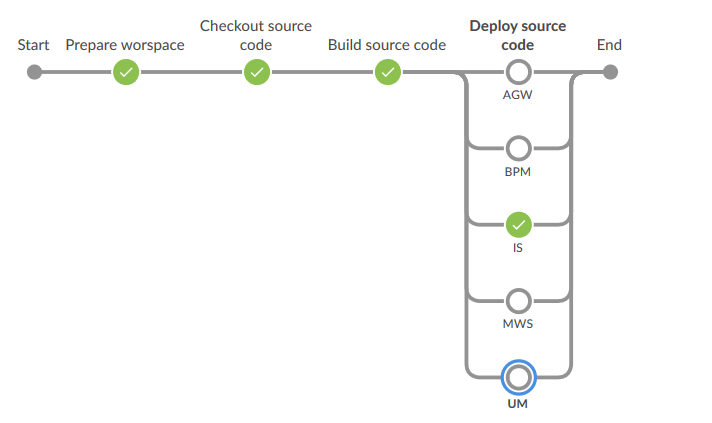 Start
Prepare worspace
Checkout source
code
Build source code
Deploy source
code
End
AGW
BPM
IS
MWS
UM